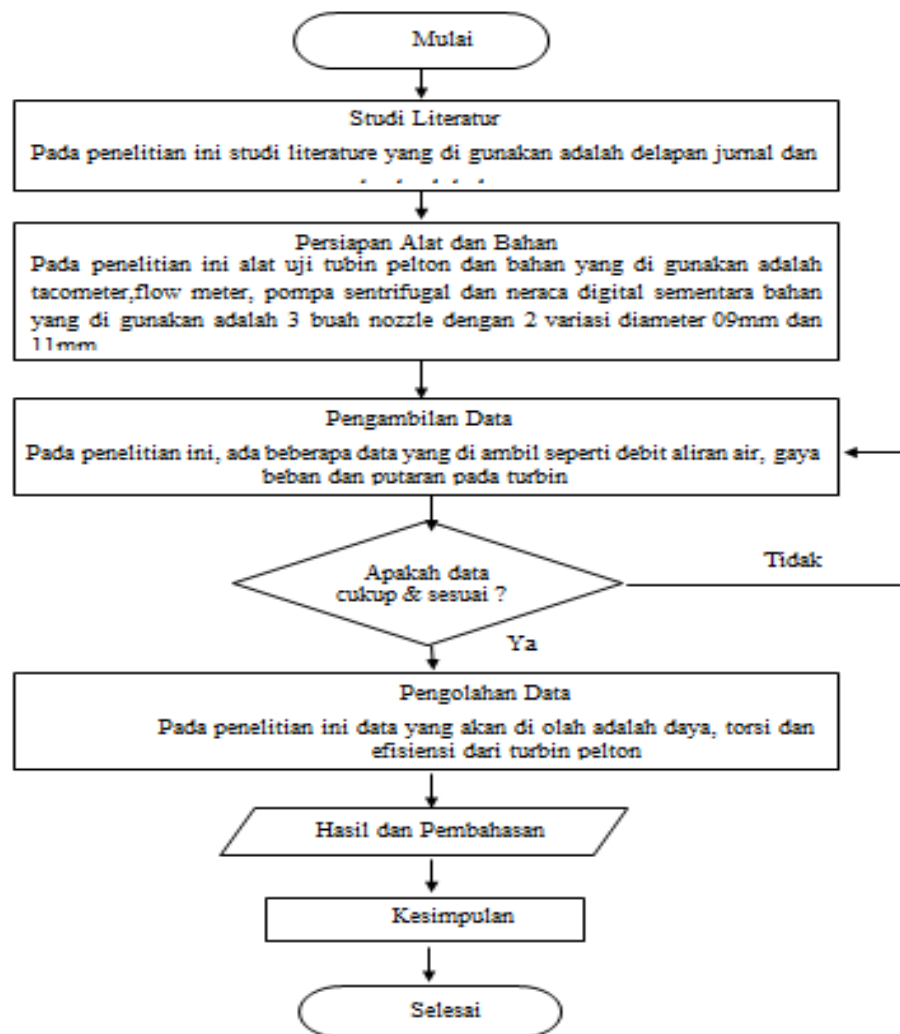 Mulai
Studi Literatur
Pada penelitian ini studi literature yang di gunakan adalah delapan jurnal dan
Persiapan Alat dan Bahan
Pada penelitian ini alat uji tubin pelton dan bahan yang di gunakan adalah
tacometer,flow meter, pompa sentrifugal dan neraca digital sementara bahan
yang di gunakan adalah 3 buah nozzle dengan 2 variasi diameter 09mm dan
11mm
Pengambilan Data
Pada penelitian ini, ada beberapa data yang di ambil seperti debit aliran air, gaya
beban dan putaran pada turbin
Apakah data
cukup & sesuai ?
Tidak
Ya
Pengolahan Data
Pada penelitian ini data yang akan di olah adalah daya, torsi dan
efisiensi dari turbin pelton
Hasil dan Pembahasan
Kesimpulan
Selesai